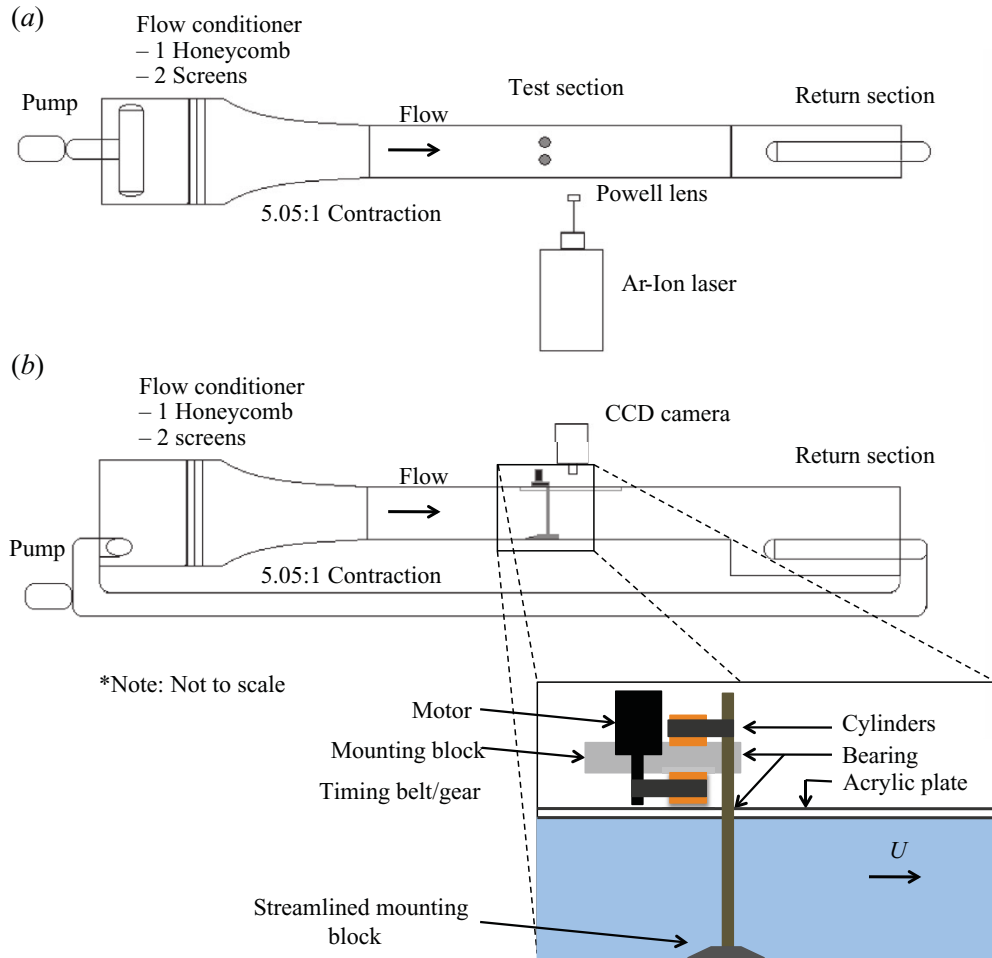 (a)
Flow conditioner
– 1 Honeycomb
– 2 Screens
Pump
Flow
Test section
Return section
5.05:1 Contraction
Powell lens
Ar-Ion laser
(b)
Flow conditioner
– 1 Honeycomb
– 2 screens
CCD camera
Flow
Return section
Pump
5.05:1 Contraction
*Note: Not to scale
Motor
Cylinders
Mounting block
Bearing
Timing belt/gear
Acrylic plate
U
Streamlined mounting
block